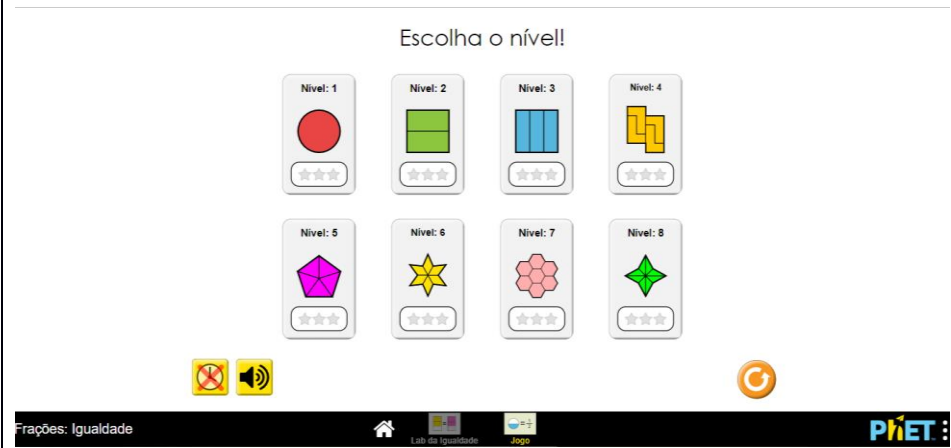 Escolha o nível!
Nível: 1
Nível: 2
Nível: 3
Nível: 4
Nível: 5
Nível: 6
Nível: 7
Nível: 8
Frações: Igualdade
Lab da Igualdade
Jogo
PhET